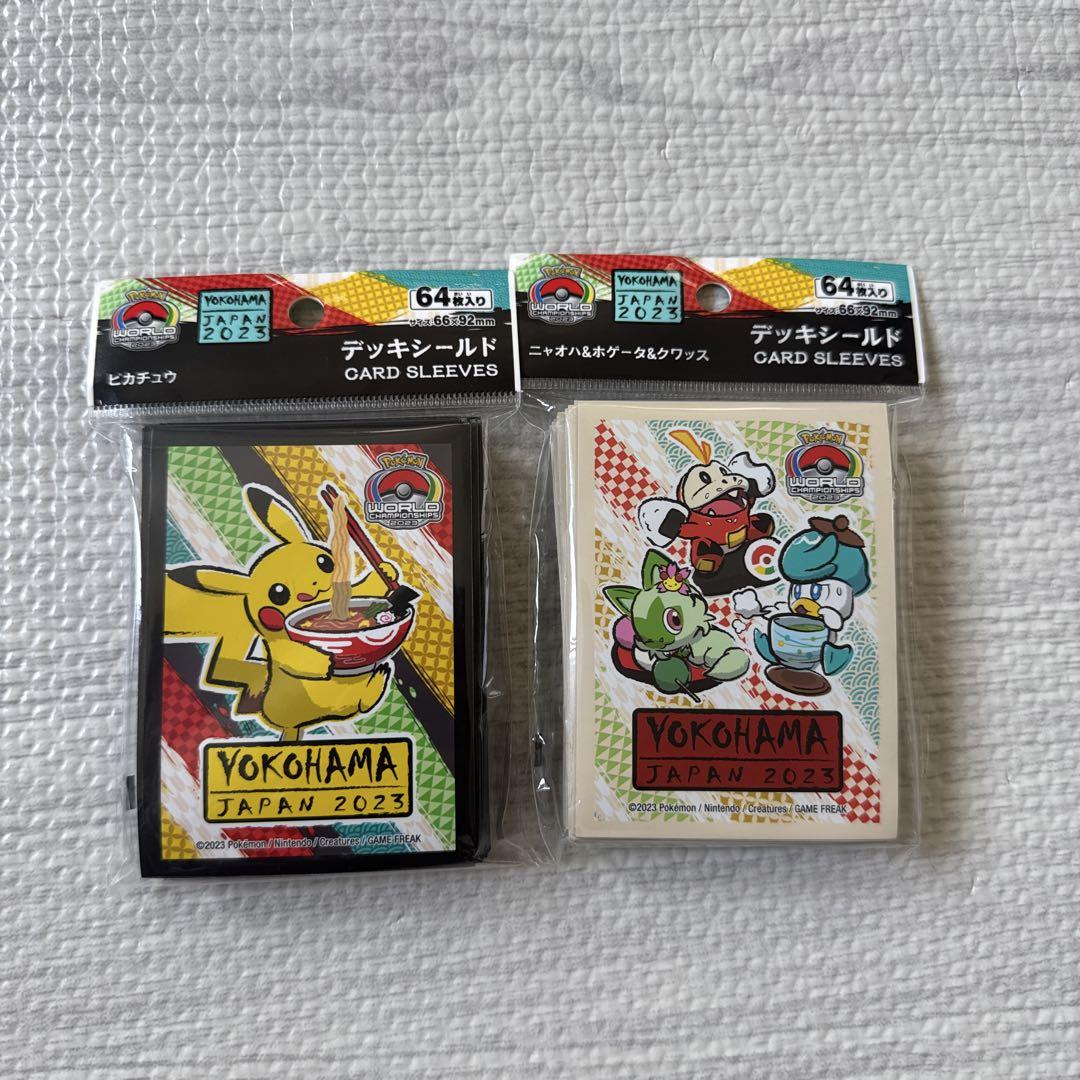 Pokémon
WORLD
CHAMPIONSHIPS
2023
YOKOHAMA
JAPAN
2023
64枚入り
サイズ:66×92mm
デッキシールド
CARD SLEEVES
ピカチュウ
Pokémon
WORLD
CHAMPIONSHIPS
2023
YOKOHAMA
JAPAN 2023
©2023 Pokémon / Nintendo / Creatures / GAME FREAK
Pokémon
WORLD
CHAMPIONSHIPS
2023
YOKOHAMA
JAPAN
2023
64枚入り
サイズ:66×92mm
デッキシールド
CARD SLEEVES
ニャオハ&ホゲータ&クワッス
Pokémon
WORLD
CHAMPIONSHIPS
2023
YOKOHAMA
JAPAN 2023
©2023 Pokémon / Nintendo / Creatures / GAME FREAK